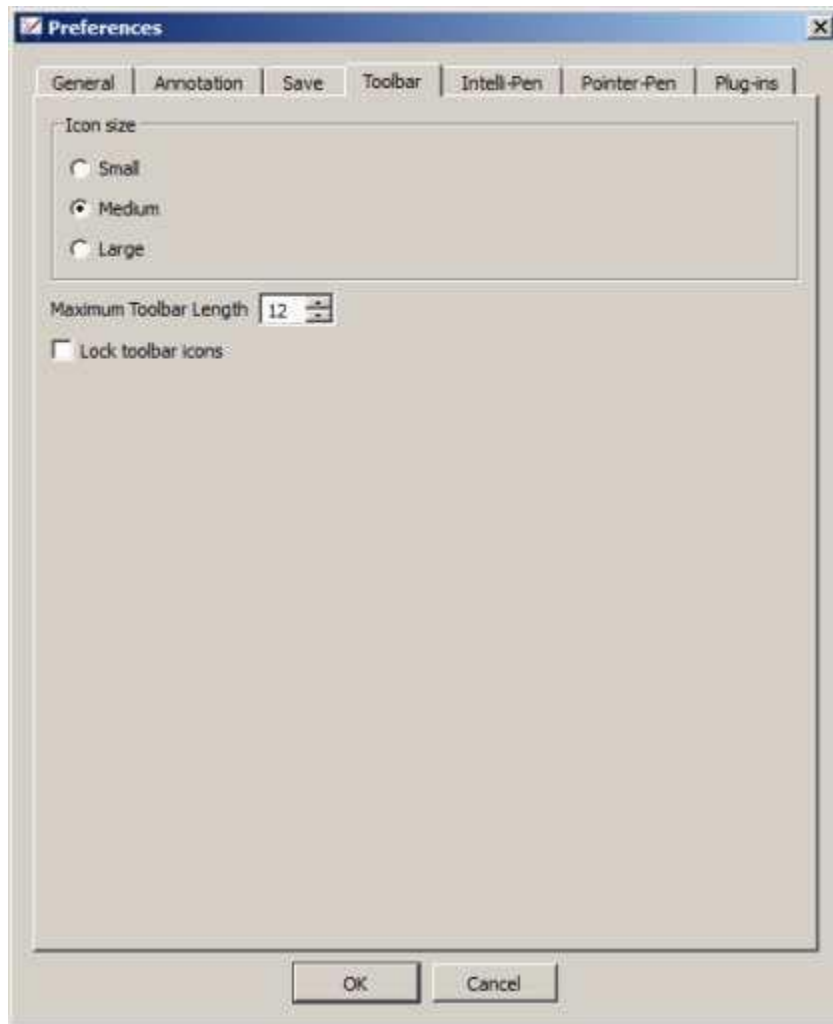 Preferences
General Annotation Save Toolbar Intelli-Pen Pointer-Pen Plug-ins
Icon size
Small
Medium
Large
Maximum Toolbar Length 12
Lock toolbar icons
OK Cancel